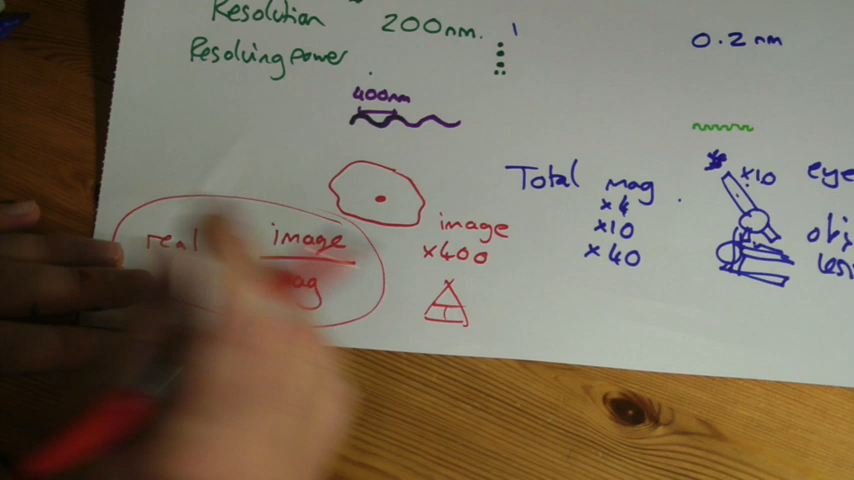 Resolution 200nm. 0.2nm
Resolving power
400nm
Total mag.
x10 eye
x4
x10
x40
obj
lens
image
x400
real image
mag